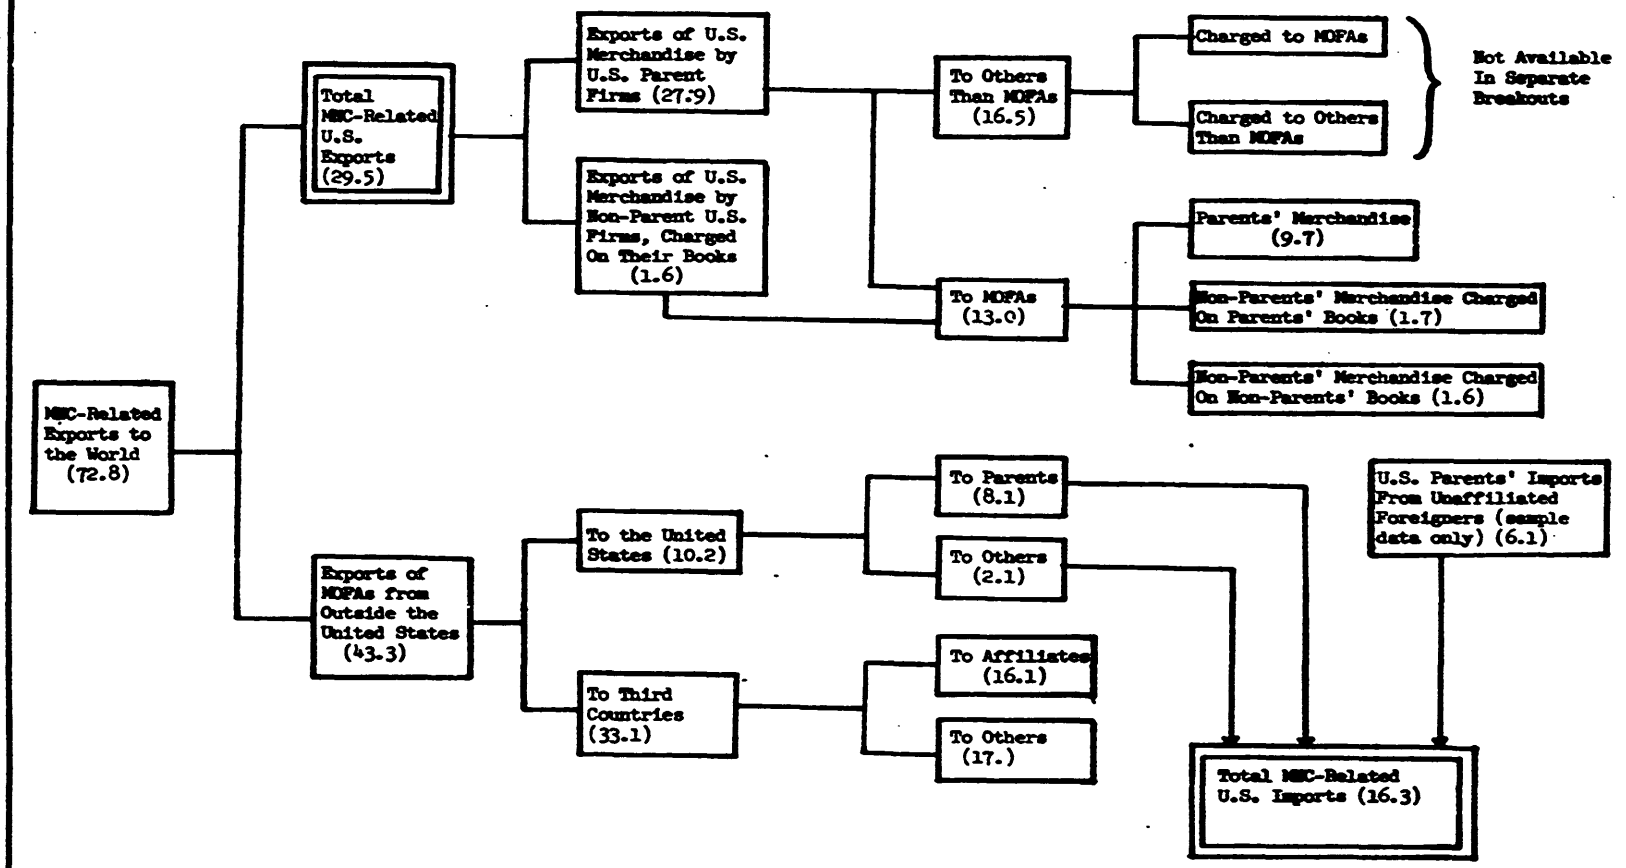 Exports of U.S.
Merchandise by
U.S. Parent
Firms (27.9)
Charged to MOFAs
Not Available
In Separate
Breakouts
To Others
Than MOFAs
(16.5)
Charged to Others
Than MOFAs
Total
MNC-Related
U.S.
Exports
(29.5)
Exports of U.S.
Merchandise by
Non-Parent U.S.
Firms, Charged
On Their Books
(1.6)
Parents' Merchandise
(9.7)
To MOFAs
(13.0)
Non-Parents' Merchandise Charged
On Parents' Books (1.7)
Non-Parents' Merchandise Charged
On Non-Parents' Books (1.6)
MNC-Related
Exports to
the World
(72.8)
To Parents
(8.1)
U.S. Parents' Imports
From Unaffiliated
Foreigners (sample
data only) (6.1)
To the United
States (10.2)
To Others
(2.1)
Exports of
MOFAs from
Outside the
United States
(43.3)
To Affiliates
(16.1)
To Third
Countries
(33.1)
To Others
(17.)
Total MNC-Related
U.S. Imports (16.3)